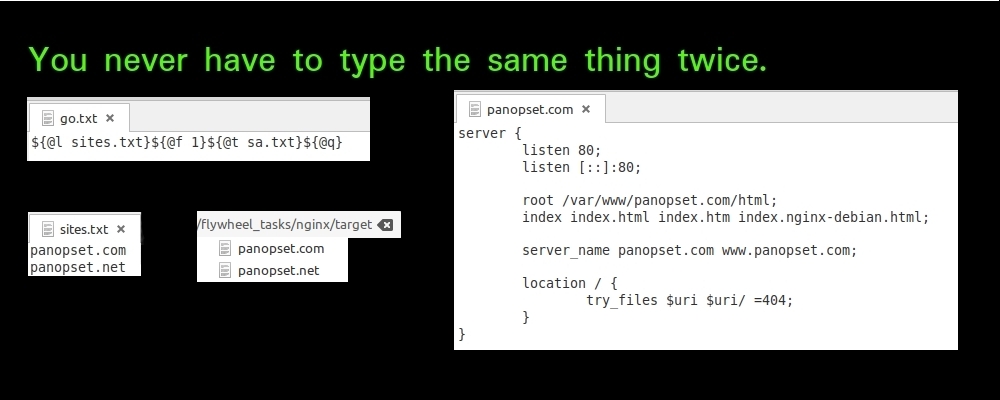 You never have to type the same thing twice.
go.txt
${@l sites.txt}${@f 1}${@t sa.txt}${@q}
sites.txt
panopset.com
panopset.net
/flywheel_tasks/nginx/target
panopset.com
panopset.net
panopset.com
server {
listen 80;
listen [::]:80;
root /var/www/panopset.com/html;
index index.html index.htm index.nginx-debian.html;
server_name panopset.com www.panopset.com;
location / {
try_files $uri $uri/ =404;
}
}